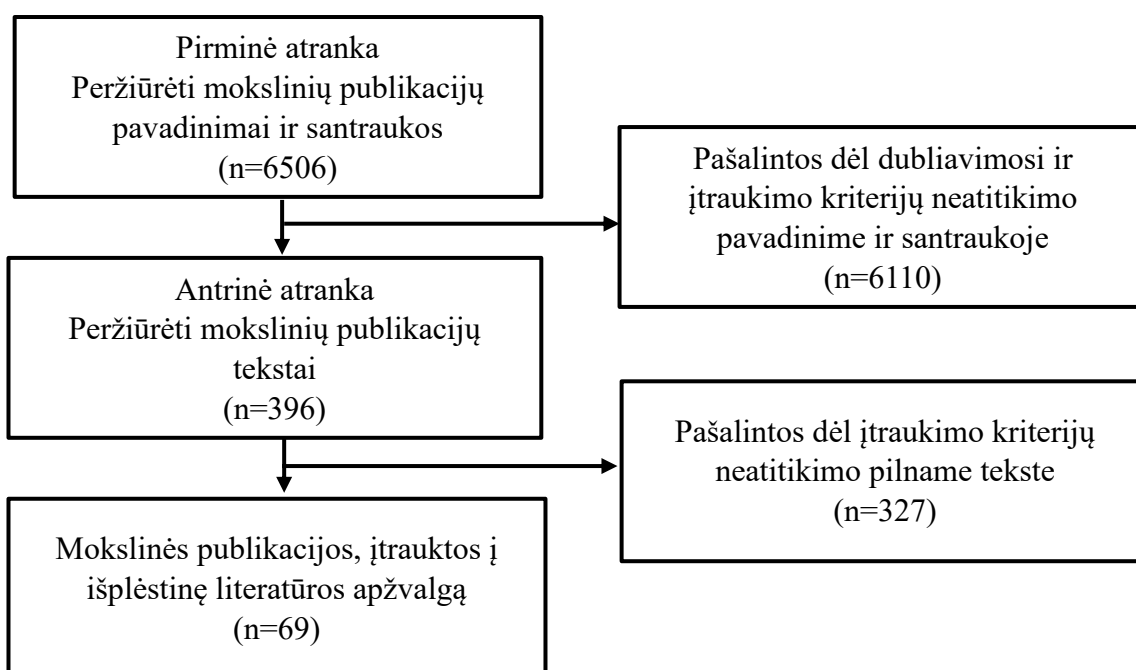 Pirminė atranka
Peržiūrėti mokslinių publikacijų
pavadinimai ir santraukos
(n=6506)
Pašalintos dėl dubliavimosi ir
įtraukimo kriterijų neatitikimo
pavadinime ir santraukoje
(n=6110)
Antrinė atranka
Peržiūrėti mokslinių publikacijų
tekstai
(n=396)
Pašalintos dėl įtraukimo kriterijų
neatitikimo pilname tekste
(n=327)
Mokslinės publikacijos, įtrauktos į
išplėstinę literatūros apžvalgą
(n=69)